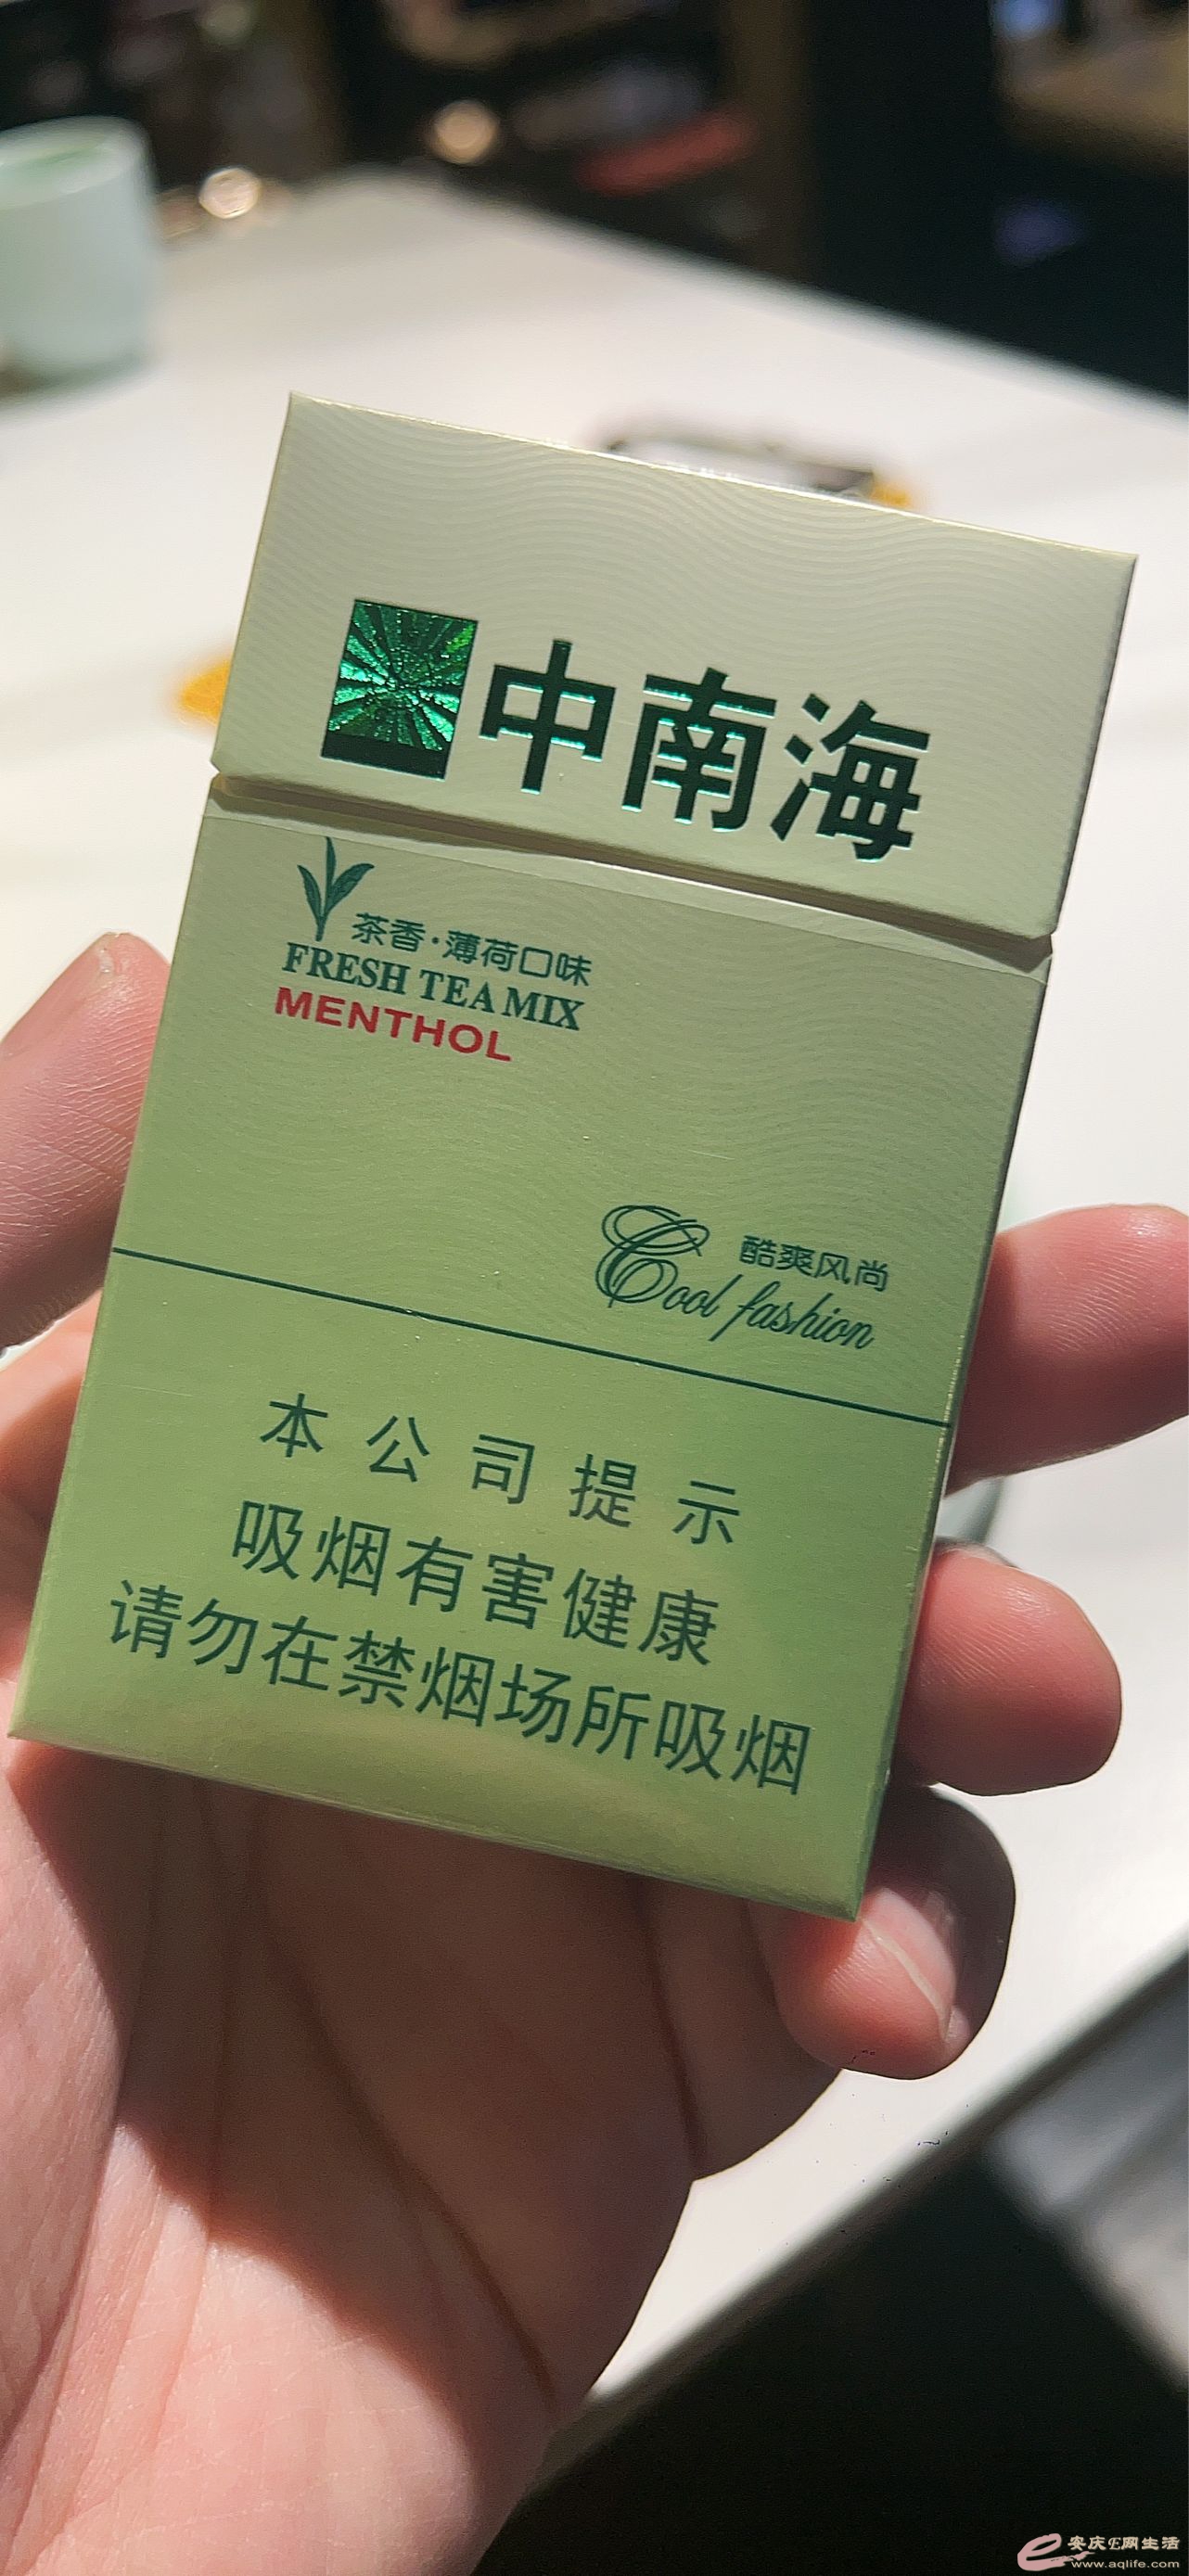 中南海
茶香·薄荷口味
FRESH TEA MIX
MENTHOL
酷爽风尚
Cool fashion
本公司提示
吸烟有害健康
请勿在禁烟场所吸烟
e 安庆E网生活
www.aqlife.com